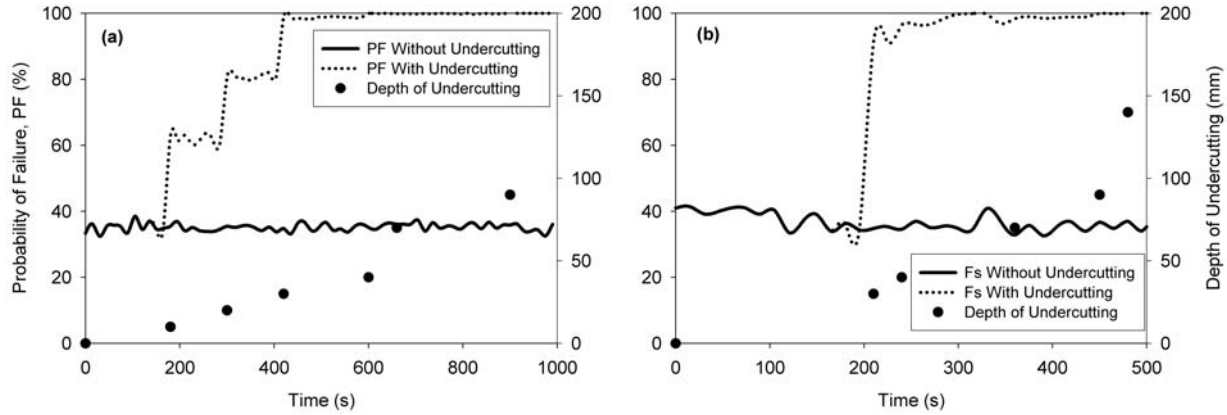 (a)
PF Without Undercutting
PF With Undercutting
Depth of Undercutting
Probability of Failure, PF (%)
100
80
60
40
20
0
200
150
100
50
0
0 200 400 600 800 1000
Time (s)
(b)
Fs Without Undercutting
Fs With Undercutting
Depth of Undercutting
100
80
60
40
20
0
200
150
100
50
0
Depth of Undercutting (mm)
0 100 200 300 400 500
Time (s)